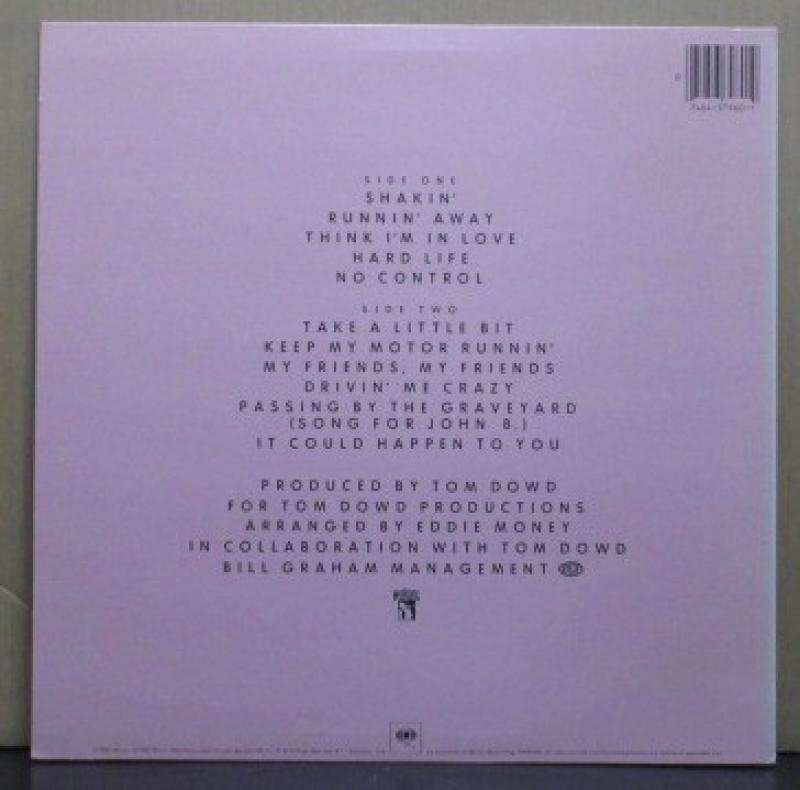 SIDE ONE
SHAKIN'
RUNNIN' AWAY
THINK I'M IN LOVE
HARD LIFE
NO CONTROL
SIDE TWO
TAKE A LITTLE BIT
KEEP MY MOTOR RUNNIN'
MY FRIENDS, MY FRIENDS
DRIVIN' ME CRAZY
PASSING BY THE GRAVEYARD
(SONG FOR JOHN B.)
IT COULD HAPPEN TO YOU
PRODUCED BY TOM DOWD
FOR TOM DOWD PRODUCTIONS
ARRANGED BY EDDIE MONEY
IN COLLABORATION WITH TOM DOWD
BILL GRAHAM MANAGEMENT